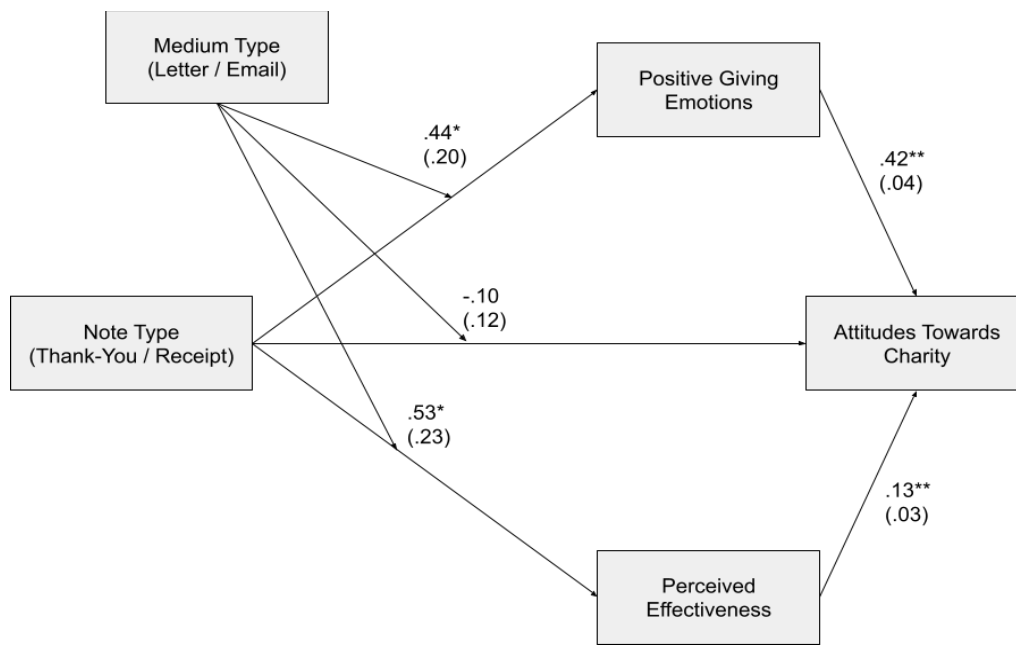 Medium Type
(Letter / Email)
Positive Giving
Emotions
.44*
(.20)
.42**
(.04)
-.10
(.12)
Note Type
(Thank-You / Receipt)
Attitudes Towards
Charity
.53*
(.23)
.13**
(.03)
Perceived
Effectiveness